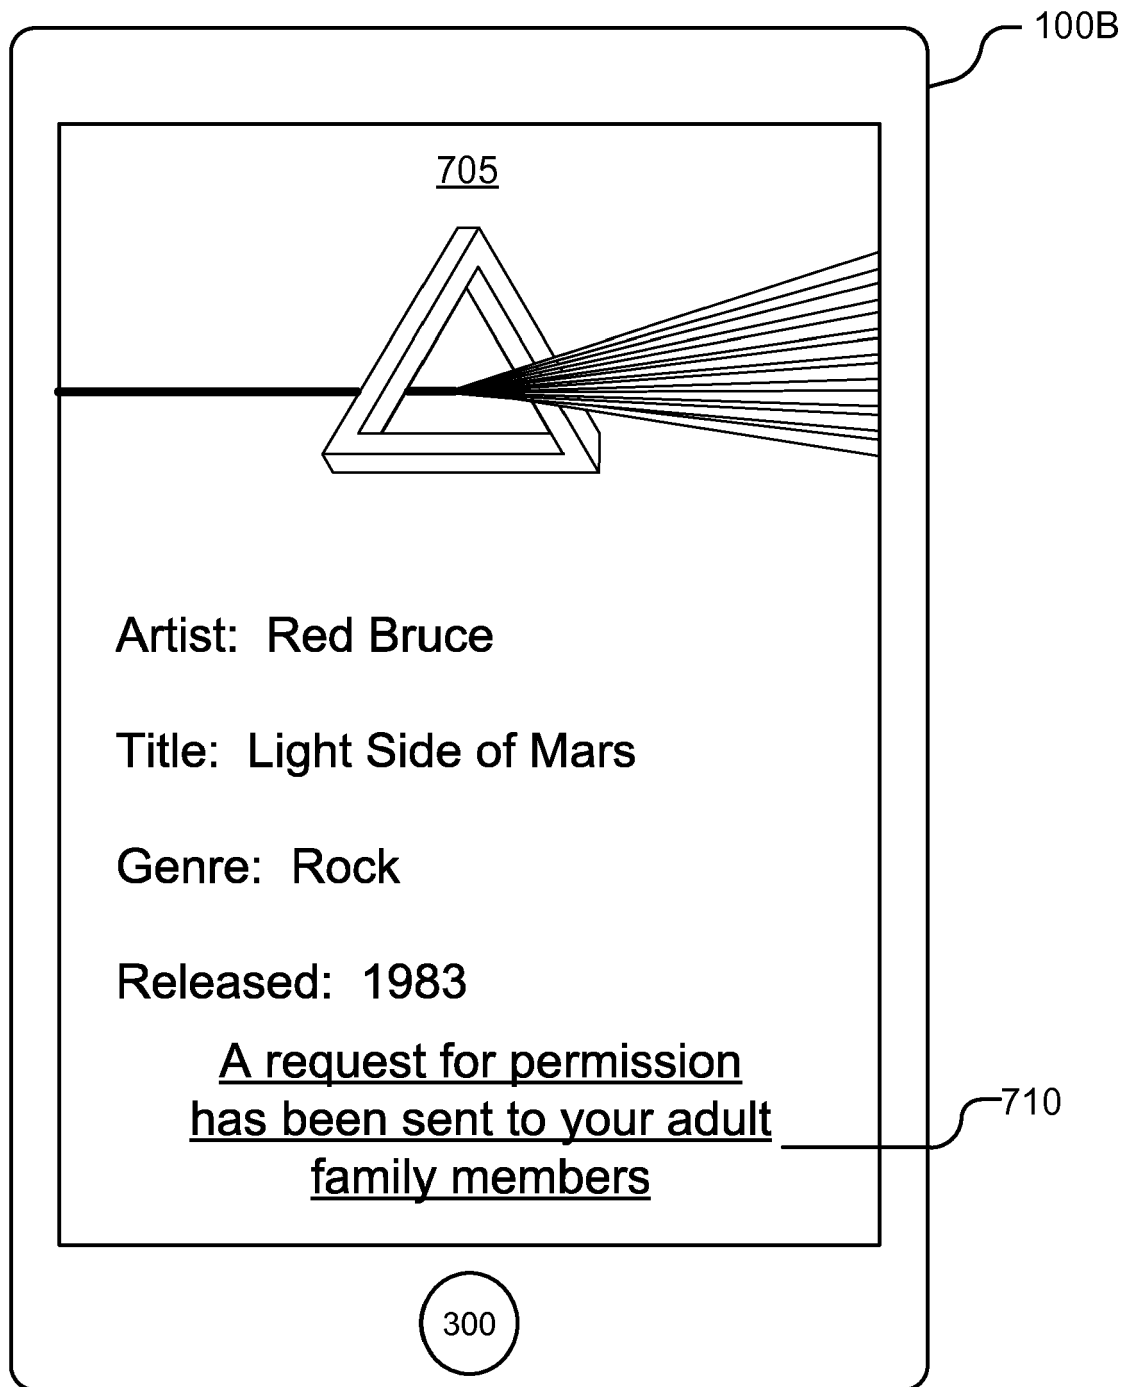 100B
705
Artist: Red Bruce
Title: Light Side of Mars
Genre: Rock
Released: 1983
A request for permission
has been sent to your adult
family members
710
300